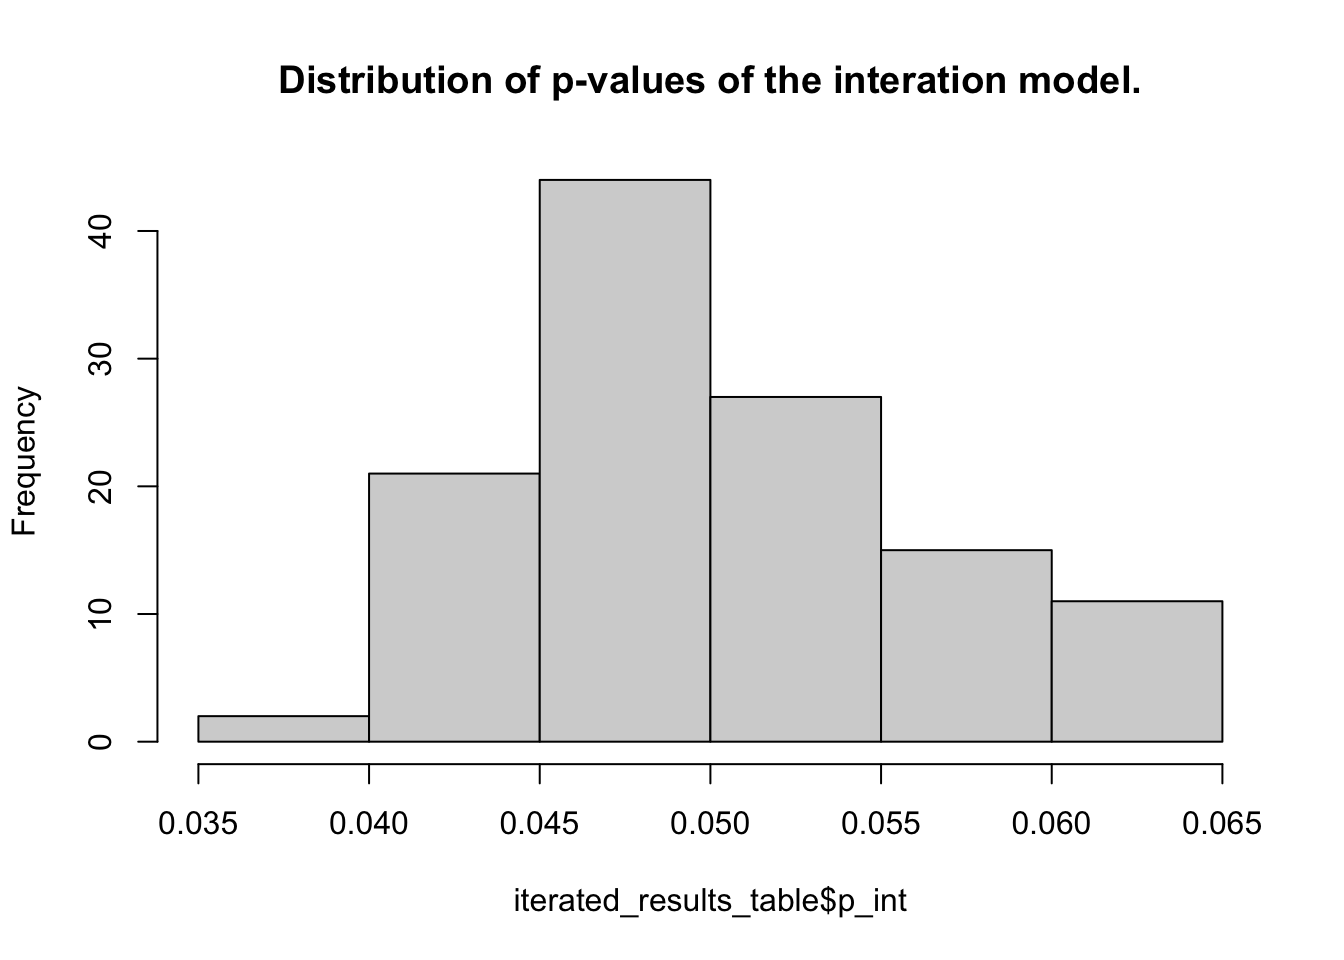 Distribution of p-values of the interation model.
Frequency
40
30
20
10
0
0.035 0.040 0.045 0.050 0.055 0.060 0.065
iterated_results_table$p_int